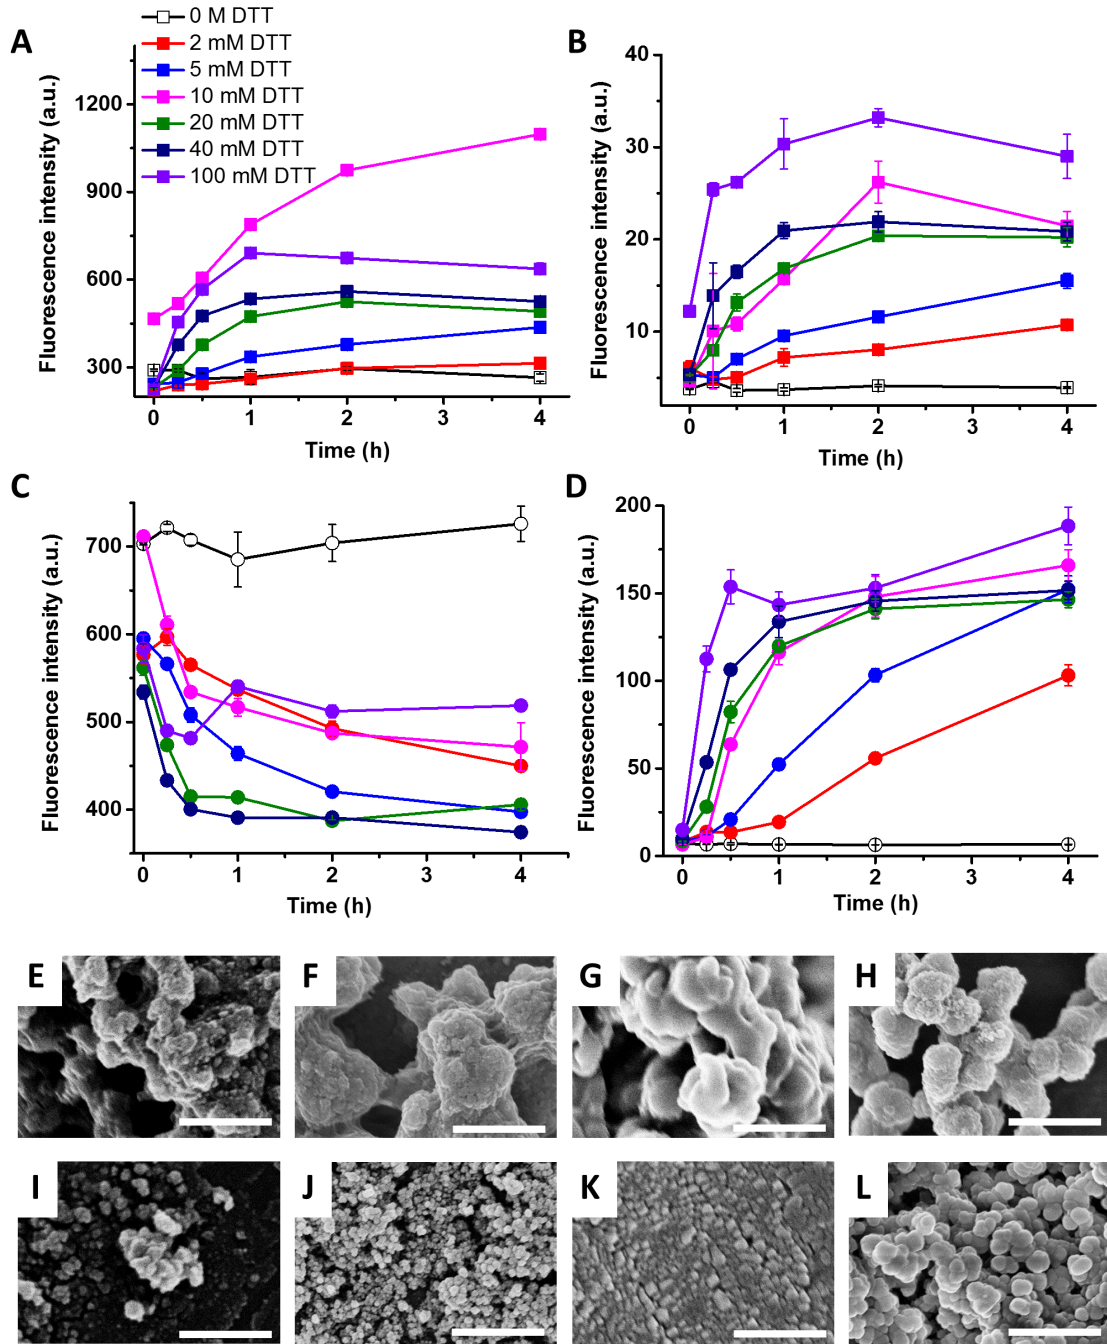 A
0 M DTT
2 mM DTT
5 mM DTT
10 mM DTT
20 mM DTT
40 mM DTT
100 mM DTT
Fluorescence intensity (a.u.)
1200
900
600
300
0 1 2 3 4
Time (h)
B
Fluorescence intensity (a.u.)
40
30
20
10
0 1 2 3 4
Time (h)
C
Fluorescence intensity (a.u.)
700
600
500
400
0 1 2 3 4
Time (h)
D
Fluorescence intensity (a.u.)
200
150
100
50
0
0 1 2 3 4
Time (h)
E F G H
I J K L